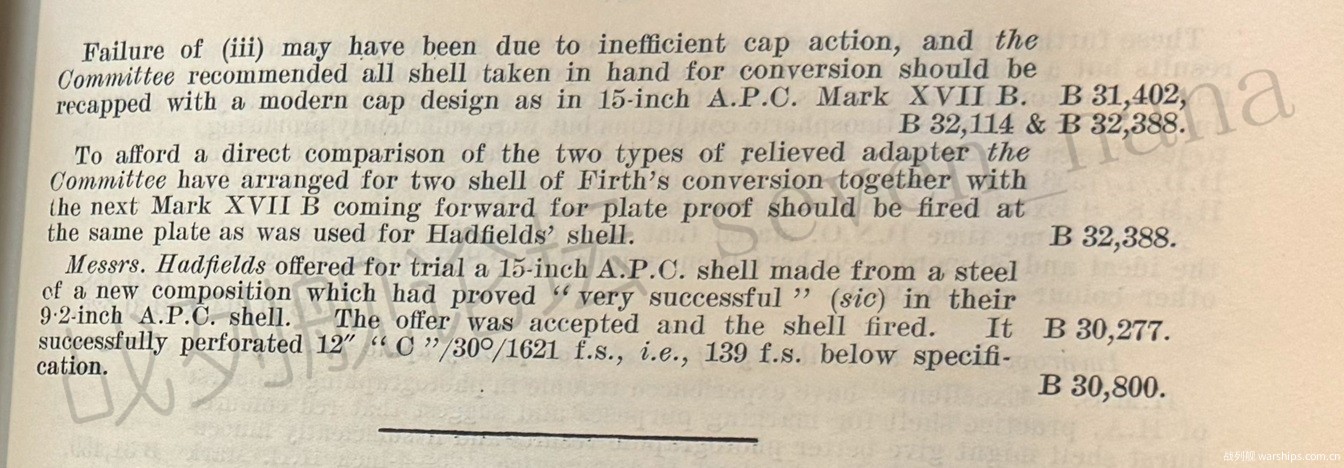 Failure of (iii) may have been due to inefficient cap action, and the
Committee recommended all shell taken in hand for conversion should be
recapped with a modern cap design as in 15-inch A.P.C. Mark XVII B. B 31,402,
B 32,114 & B 32,388.
To afford a direct comparison of the two types of relieved adapter the
Committee have arranged for two shell of Firth's conversion together with
the next Mark XVII B coming forward for plate proof should be fired at
the same plate as was used for Hadfields' shell. B 32,388.
Messrs. Hadfields offered for trial a 15-inch A.P.C. shell made from a steel
of a new composition which had proved “ very successful ” (sic) in their
9·2-inch A.P.C. shell. The offer was accepted and the shell fired. It B 30,277.
successfully perforated 12″ “ C ”/30°/1621 f.s., i.e., 139 f.s. below specifi-
cation.
B 30,800.
战列舰 warships.com.cn